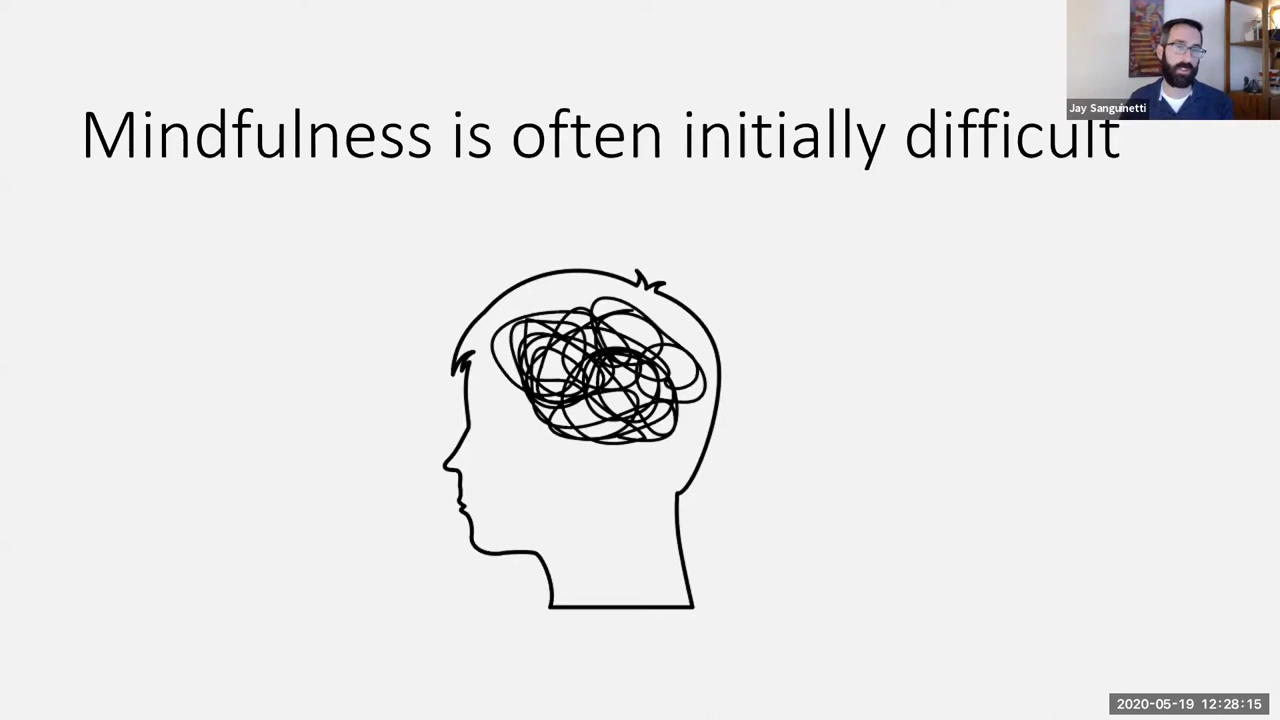 Jay Sanguinetti
Mindfulness is often initially difficult
2020-05-19 12:28:15